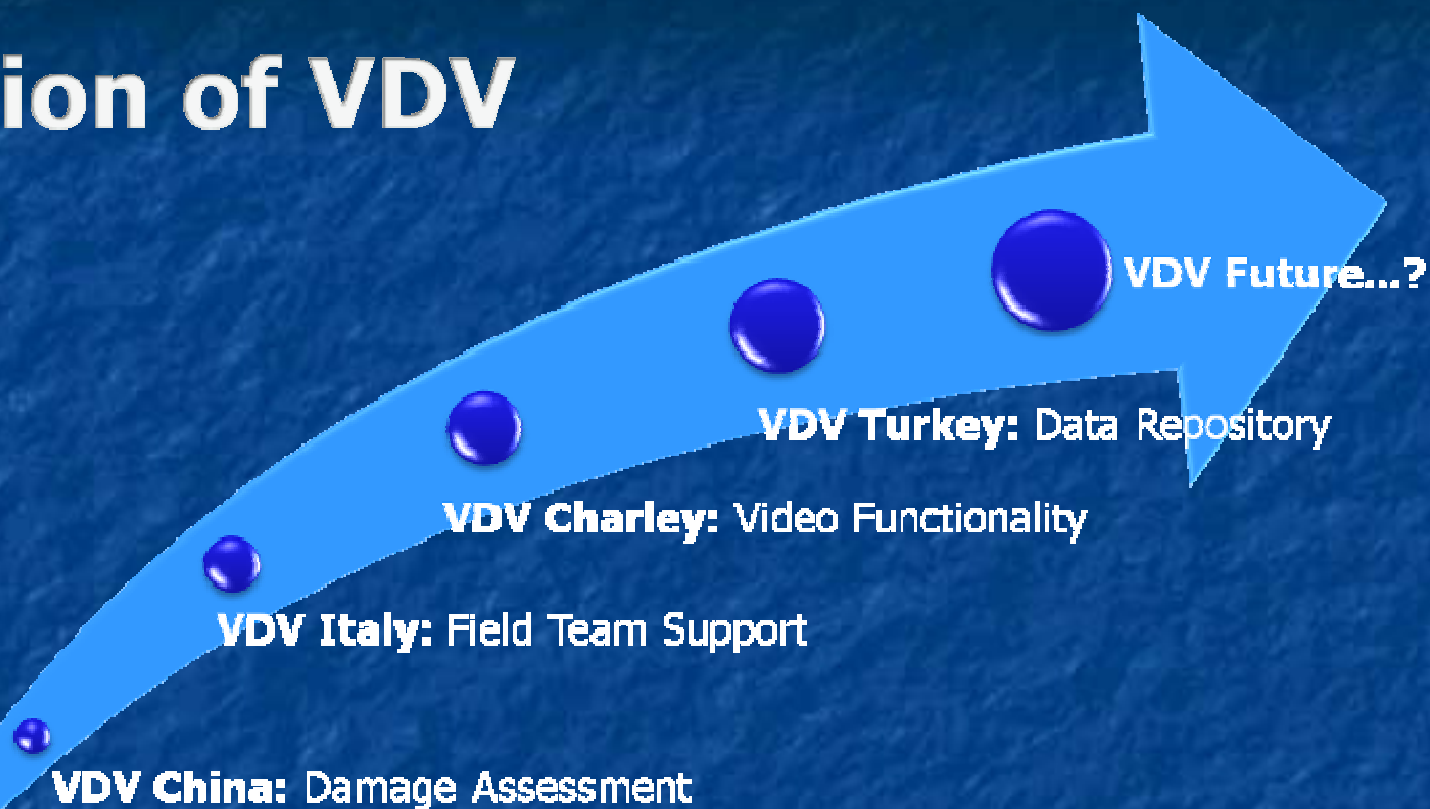 ion of VDV
VDV Future...?
VDV Turkey: Data Repository
VDV Charley: Video Functionality
VDV Italy: Field Team Support
VDV China: Damage Assessment